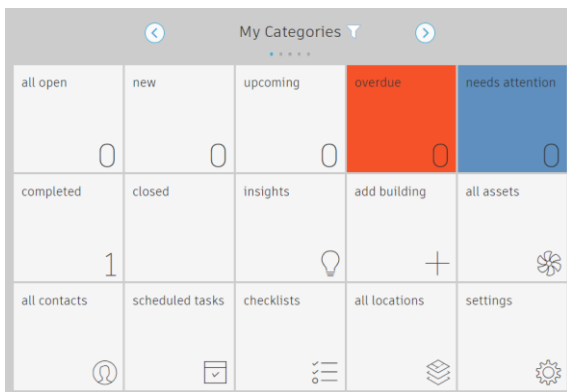 My Categories
all open
0
new
0
upcoming
0
overdue
0
needs attention
0
completed
1
closed
insights
add building
all assets
all contacts
scheduled tasks
checklists
all locations
settings